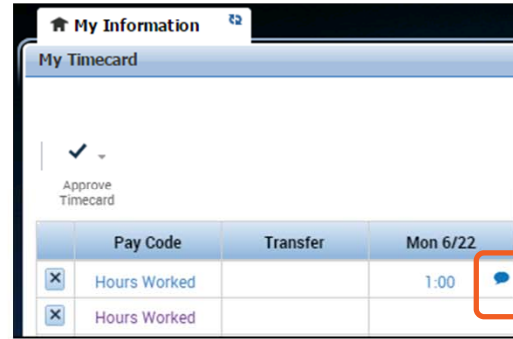 My Information
My Timecard
Approve
Timecard
Pay Code Transfer Mon 6/22
Hours Worked 1:00
Hours Worked